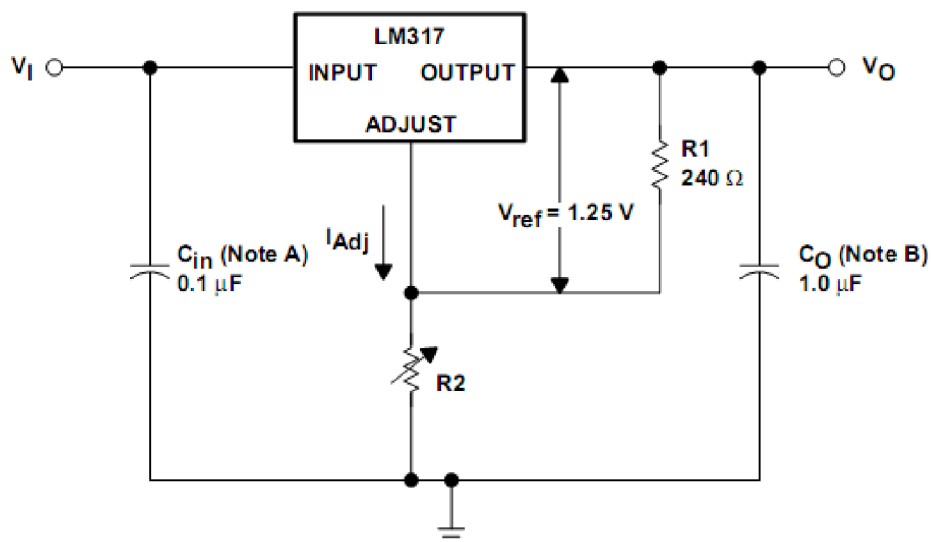 LM317
VI
INPUT OUTPUT
VO
ADJUST
R1
240 Ω
Vref = 1.25 V
IAdj
Cin (Note A)
0.1 μF
CO (Note B)
1.0 μF
R2